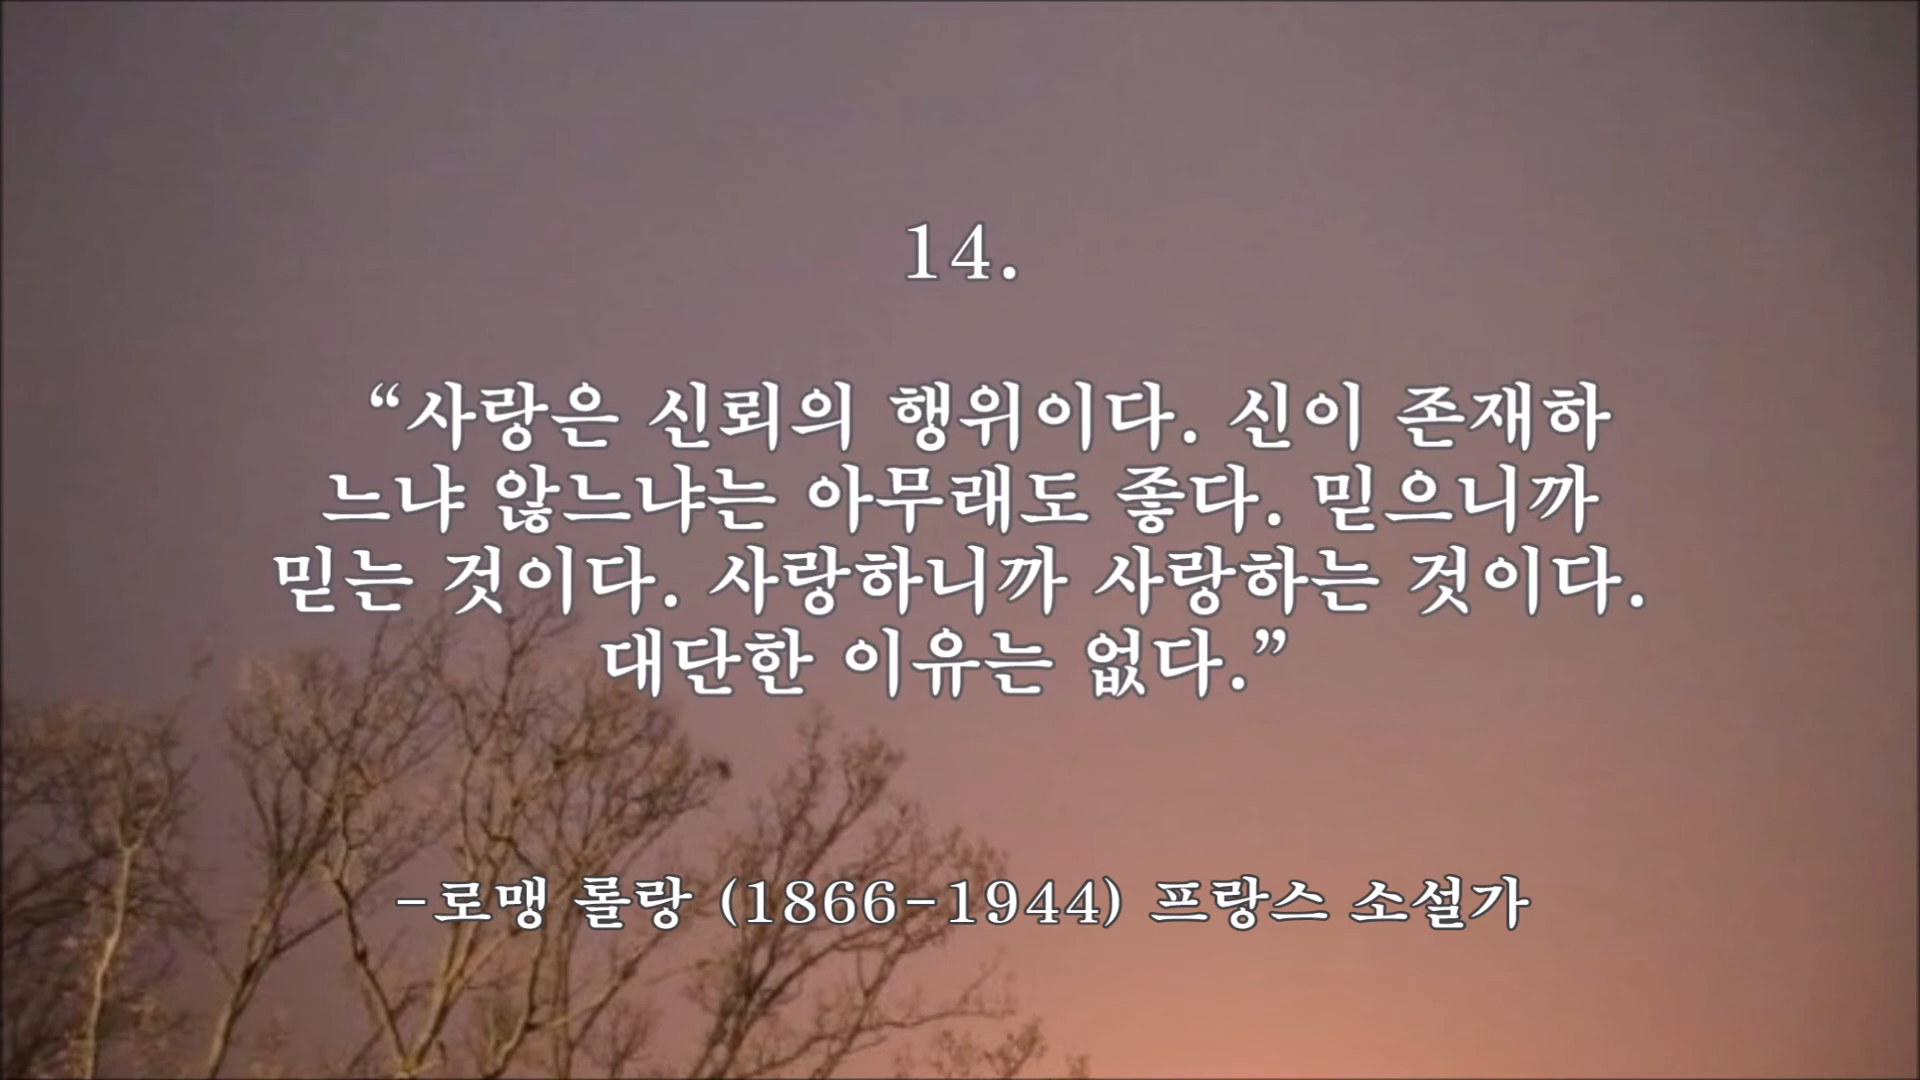 14.
“사랑은 신뢰의 행위이다. 신이 존재하
느냐 않느냐는 아무래도 좋다. 믿으니까
믿는 것이다. 사랑하니까 사랑하는 것이다.
대단한 이유는 없다.”
-로맹 롤랑 (1866-1944) 프랑스 소설가